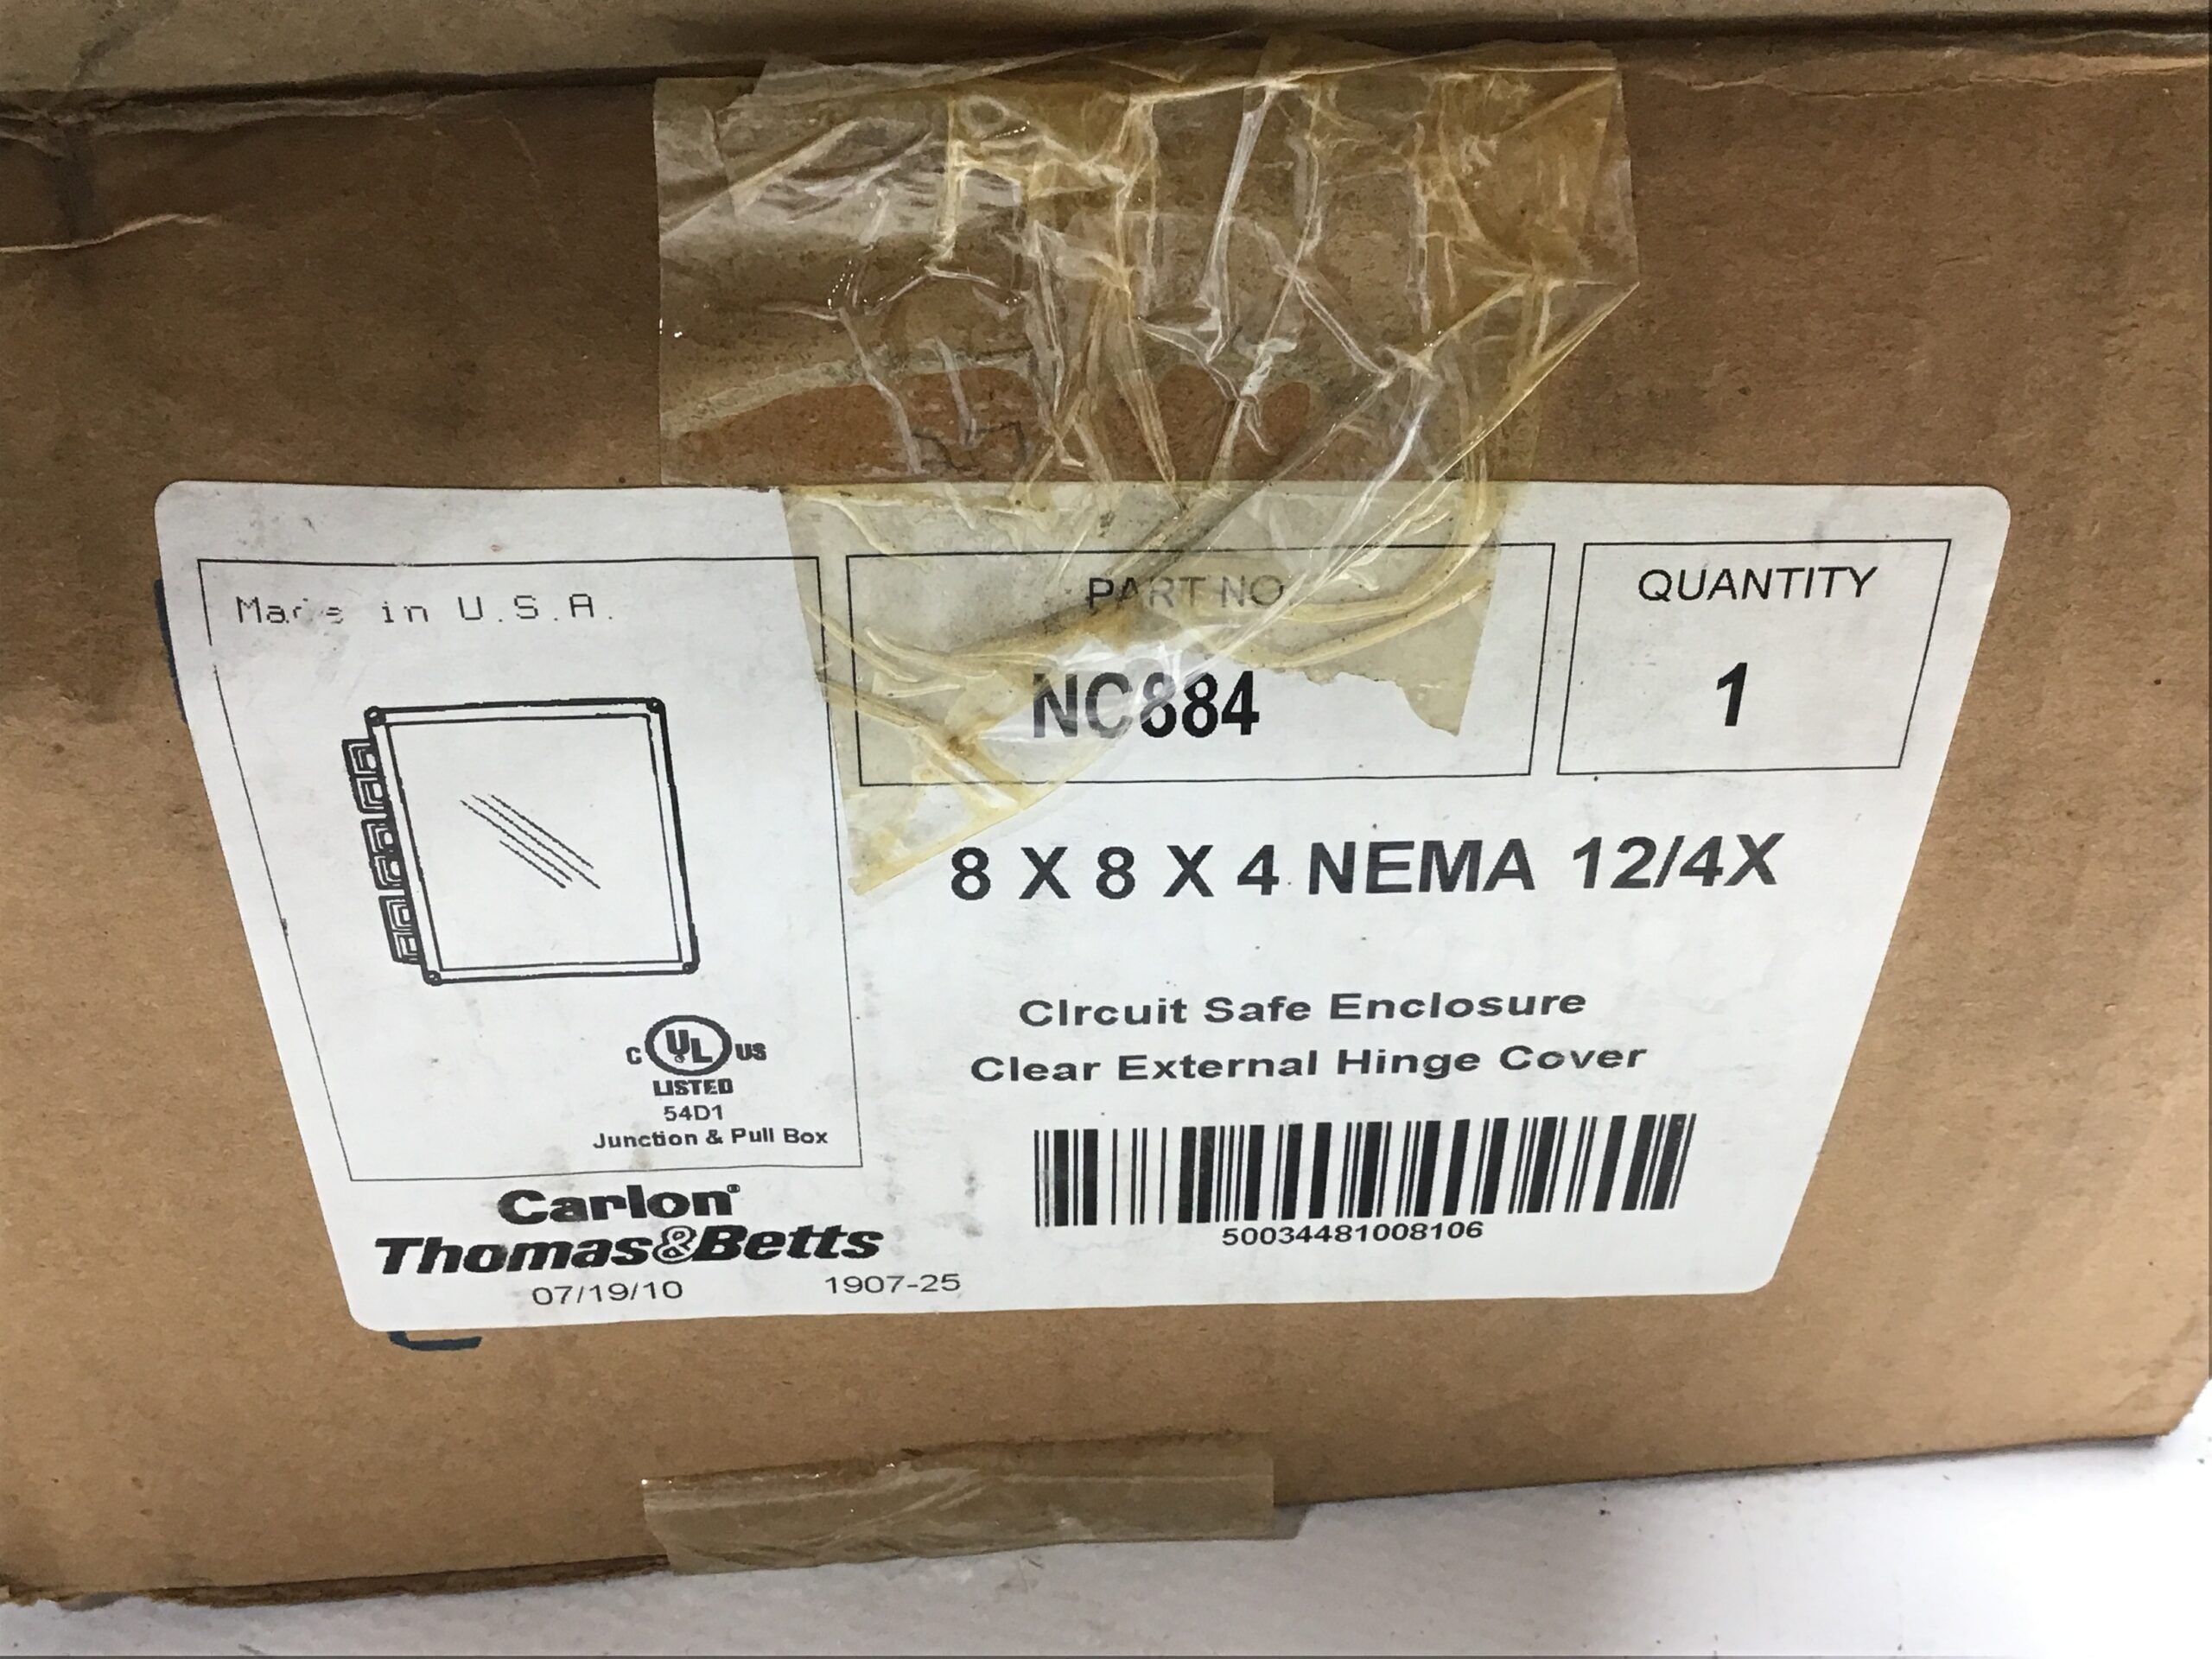 Made in U.S.A.
PART NO
NC884
QUANTITY
1
8 X 8 X 4 NEMA 12/4X
CIrcuit Safe Enclosure
Clear External Hinge Cover
C UL US
LISTED
54D1
Junction & Pull Box
50034481008106
Carlon®
Thomas&Betts
07/19/10 1907-25